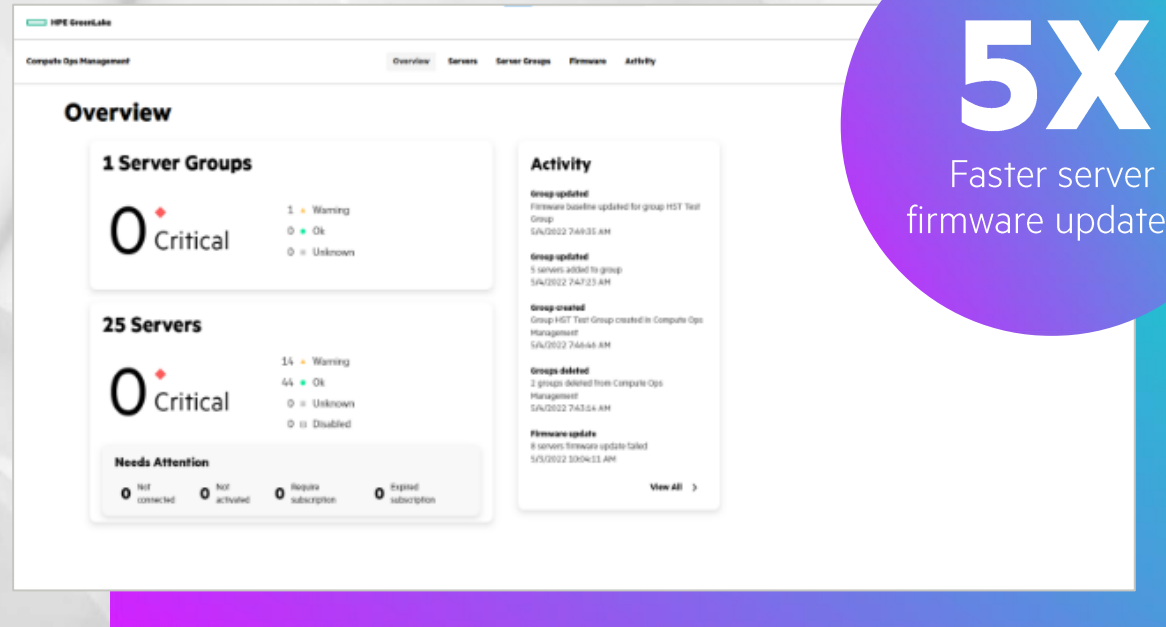 HPE GreenLake
Compute Ops Management
Overview Servers Server Groups Firmware Activity
Overview
1 Server Groups
0 Critical
1 Warning
0 Ok
0 Unknown
25 Servers
0 Critical
14 Warning
44 Ok
0 Unknown
0 Disabled
Needs Attention
0 Not connected
0 Not activated
0 Require subscription
0 Expired subscription
Activity
Group updated
Firmware baseline updated for group HST Test
Group
5/4/2022 7:49:35 AM
Group updated
5 servers added to group
5/4/2022 7:47:23 AM
Group created
Group HST Test Group created in Compute Ops
Management
5/4/2022 7:46:46 AM
Groups deleted
2 groups deleted from Compute Ops
Management
5/4/2022 7:43:14 AM
Firmware update
8 servers firmware update failed
5/3/2022 10:04:11 AM
View All
5X
Faster server
firmware update